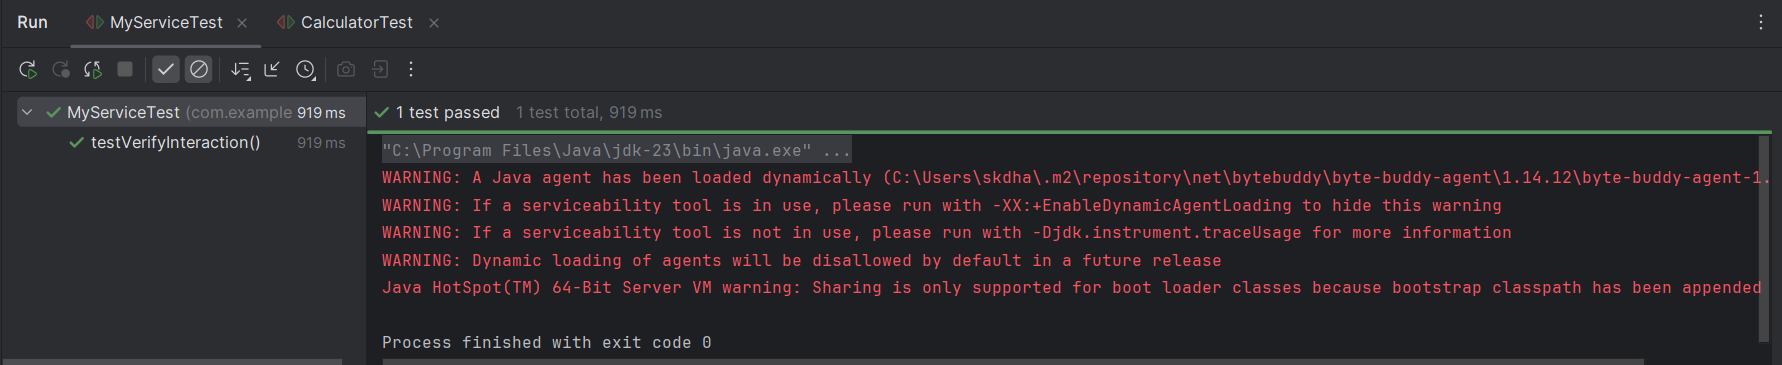 Run MyServiceTest CalculatorTest
MyServiceTest (com.example 919 ms
testVerifyInteraction() 919 ms
1 test passed 1 test total, 919 ms
"C:\Program Files\Java\jdk-23\bin\java.exe" ...
WARNING: A Java agent has been loaded dynamically (C:\Users\skdha\.m2\repository\net\bytebuddy\byte-buddy-agent\1.14.12\byte-buddy-agent-1.
WARNING: If a serviceability tool is in use, please run with -XX:+EnableDynamicAgentLoading to hide this warning
WARNING: If a serviceability tool is not in use, please run with -Djdk.instrument.traceUsage for more information
WARNING: Dynamic loading of agents will be disallowed by default in a future release
Java HotSpot(TM) 64-Bit Server VM warning: Sharing is only supported for boot loader classes because bootstrap classpath has been appended
Process finished with exit code 0